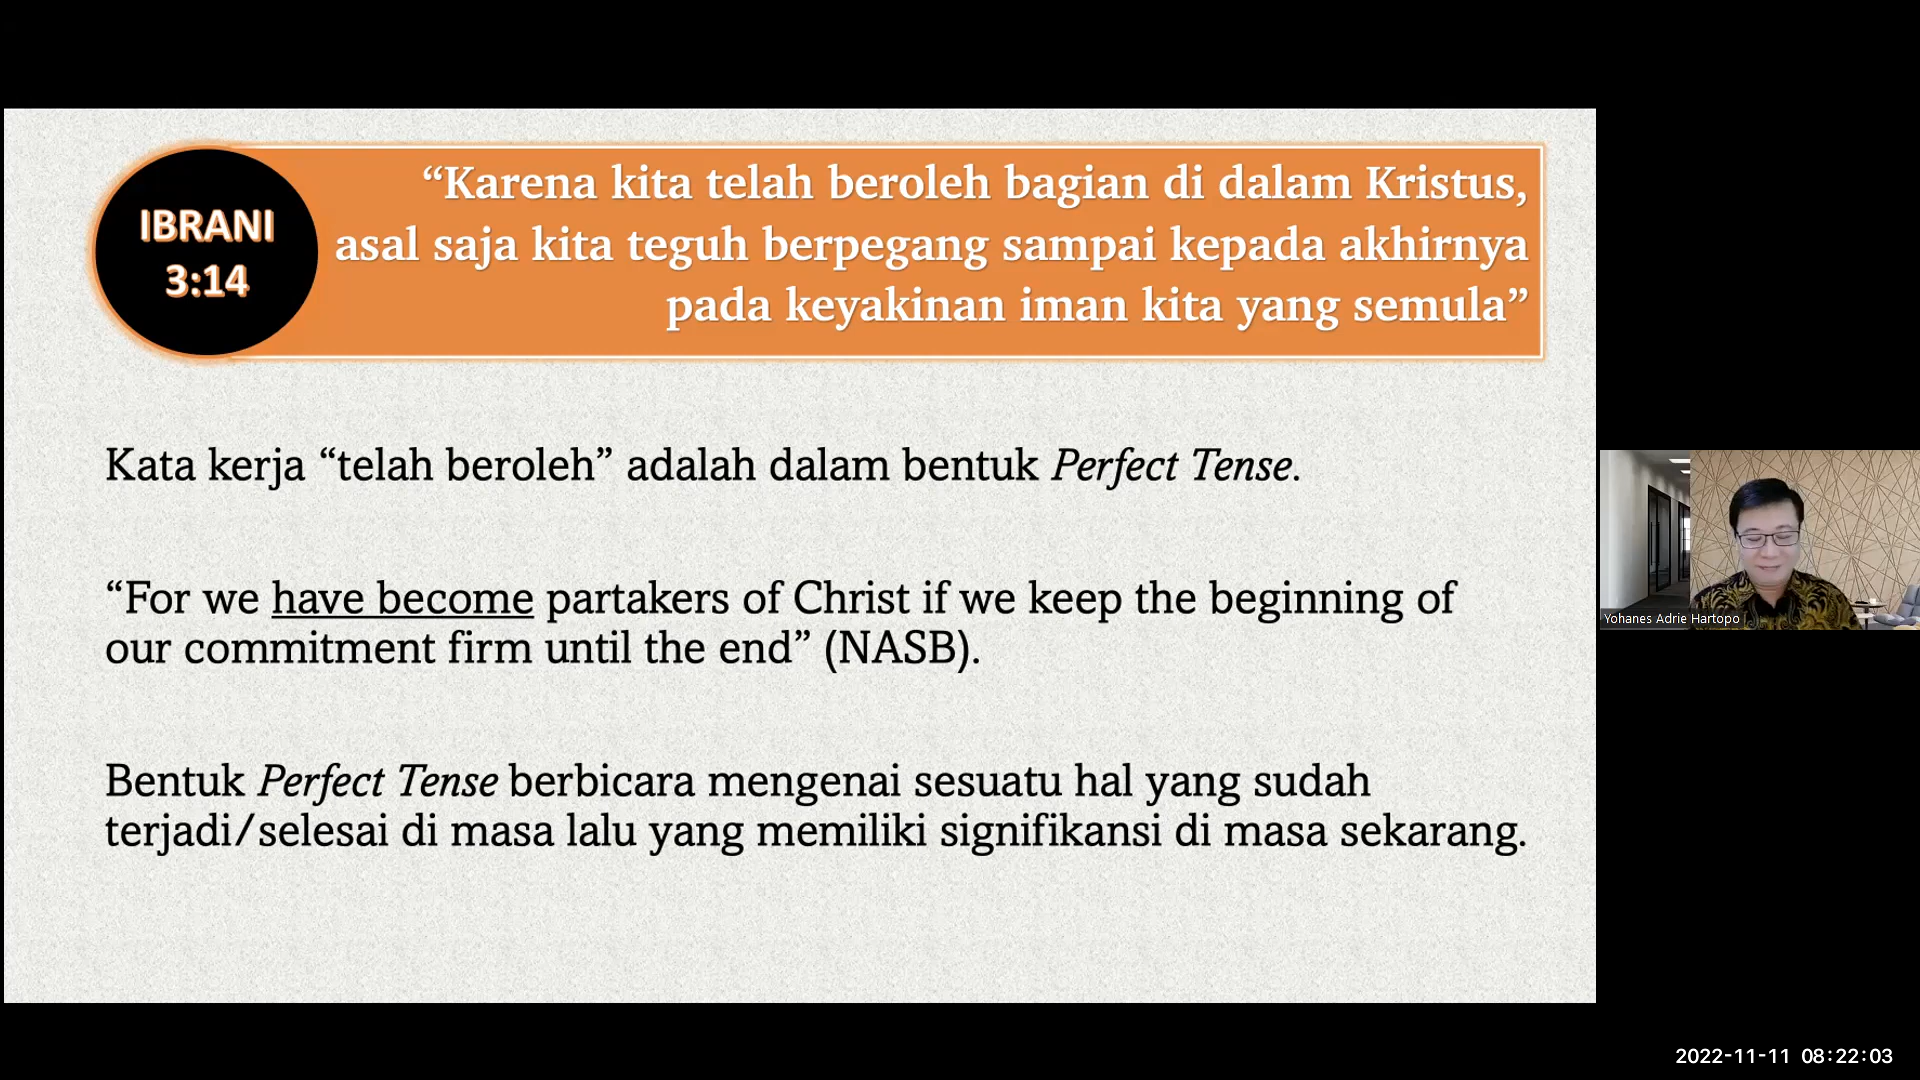 IBRANI
3:14
“Karena kita telah beroleh bagian di dalam Kristus,
asal saja kita teguh berpegang sampai kepada akhirnya
pada keyakinan iman kita yang semula”
Kata kerja “telah beroleh” adalah dalam bentuk Perfect Tense.
“For we have become partakers of Christ if we keep the beginning of
our commitment firm until the end” (NASB).
Bentuk Perfect Tense berbicara mengenai sesuatu hal yang sudah
terjadi/selesai di masa lalu yang memiliki signifikansi di masa sekarang.
Yohanes Adrie Hartopo
2022-11-11 08:22:03